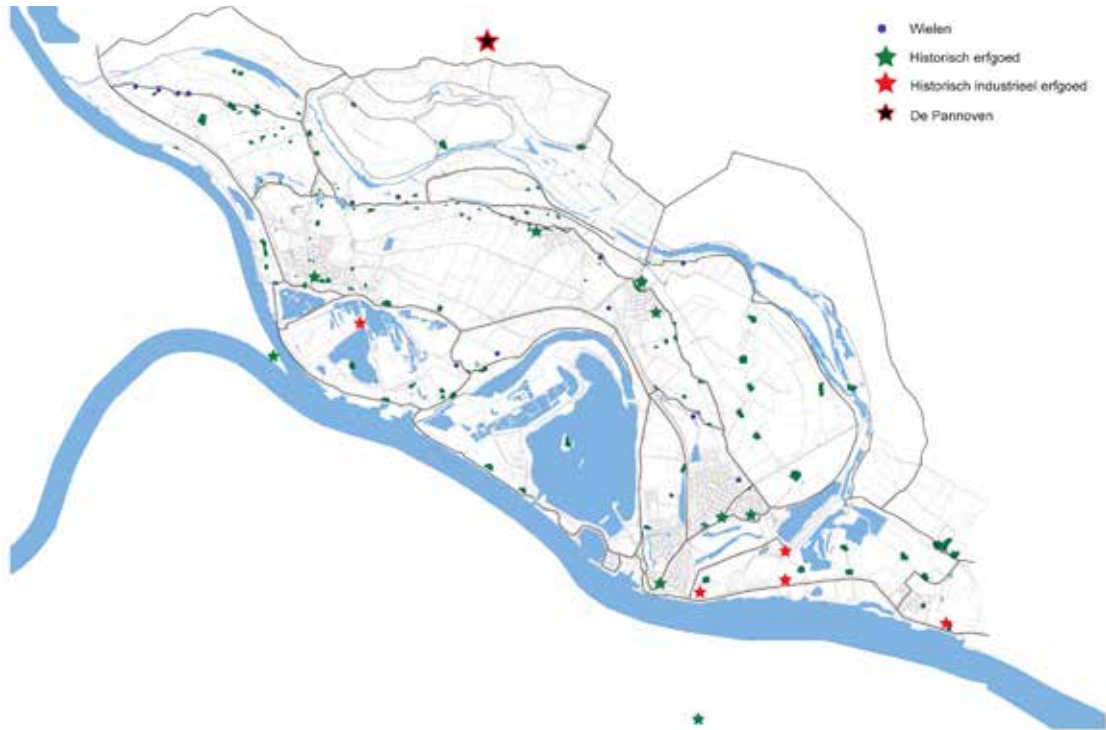 Wielen
Historisch erfgoed
Historisch industrieel erfgoed
De Pannoven